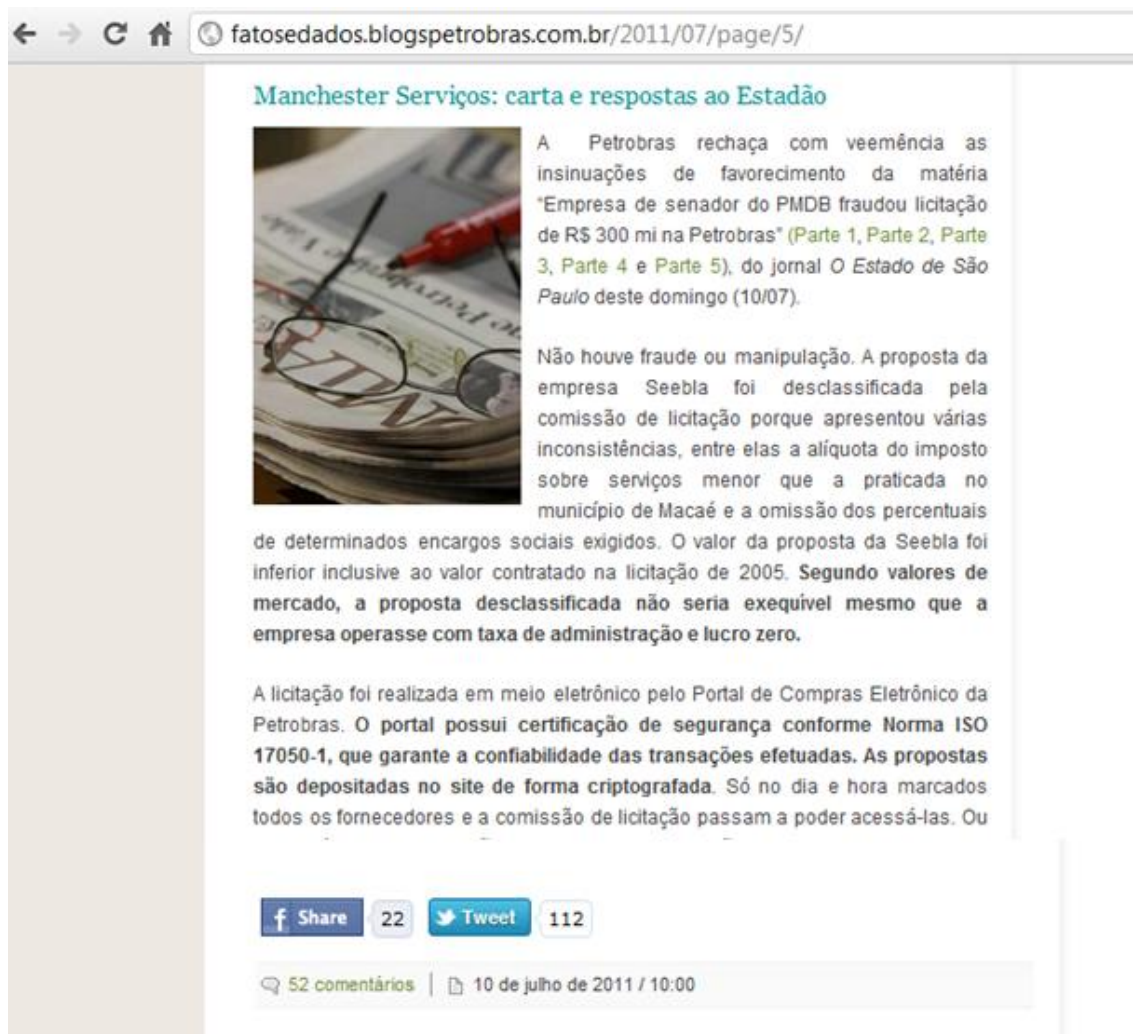 fatosedados.blogspetrobras.com.br/2011/07/page/5/
Manchester Serviços: carta e respostas ao Estadão
A Petrobras rechaça com veemência as
insinuações de favorecimento da matéria
“Empresa de senador do PMDB fraudou licitação
de R$ 300 mi na Petrobras” (Parte 1, Parte 2, Parte
3, Parte 4 e Parte 5), do jornal O Estado de São
Paulo deste domingo (10/07).
Não houve fraude ou manipulação. A proposta da
empresa Seebla foi desclassificada pela
comissão de licitação porque apresentou várias
inconsistências, entre elas a alíquota do imposto
sobre serviços menor que a praticada no
município de Macaé e a omissão dos percentuais
de determinados encargos sociais exigidos. O valor da proposta da Seebla foi
inferior inclusive ao valor contratado na licitação de 2005. Segundo valores de
mercado, a proposta desclassificada não seria exequível mesmo que a
empresa operasse com taxa de administração e lucro zero.
A licitação foi realizada em meio eletrônico pelo Portal de Compras Eletrônico da
Petrobras. O portal possui certificação de segurança conforme Norma ISO
17050-1, que garante a confiabilidade das transações efetuadas. As propostas
são depositadas no site de forma criptografada. Só no dia e hora marcados
todos os fornecedores e a comissão de licitação passam a poder acessá-las. Ou
f Share 22 Tweet 112
52 comentários | 10 de julho de 2011 / 10:00